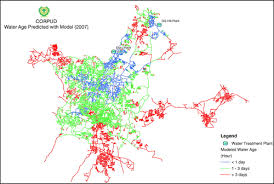 CORPUD
Water Age Predicted with Model (2007)
Legend
Water Treatment Plant
Modeled Water Age
(Hour)
< 1 day
1 - 3 days
> 3 days